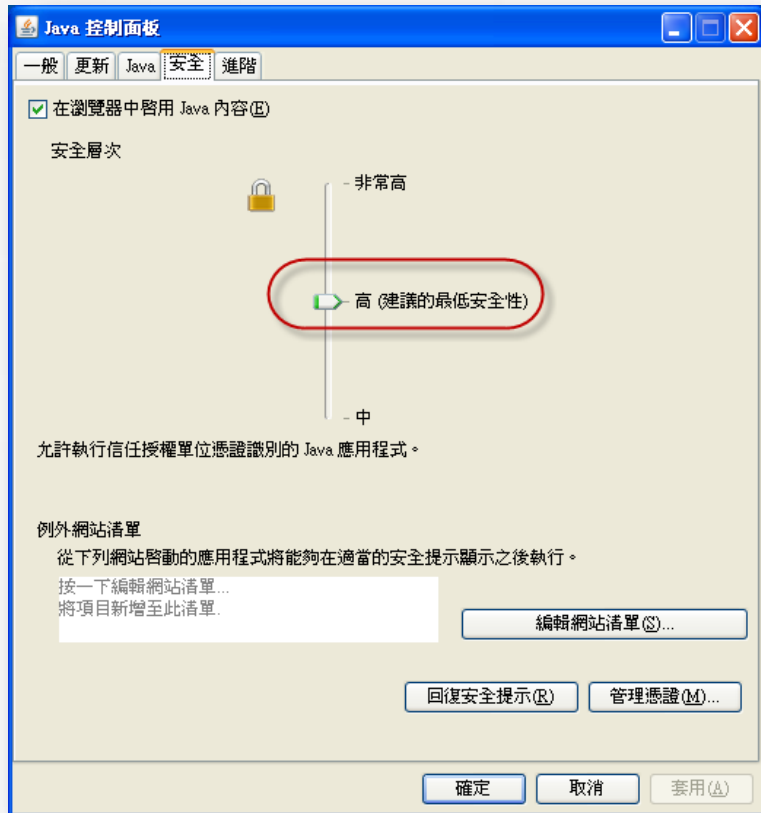 Java 控制面板
一般 更新 Java 安全 進階
在瀏覽器中啓用 Java 內容(E)
安全層次
- 非常高
- 高 (建議的最低安全性)
- 中
允許執行信任授權單位憑證識別的 Java 應用程式。
例外網站清單
從下列網站啓動的應用程式將能夠在適當的安全提示顯示之後執行。
按一下編輯網站清單...
將項目新增至此清單.
編輯網站清單(S)...
回復安全提示(R) 管理憑證(M)...
確定 取消 套用(A)